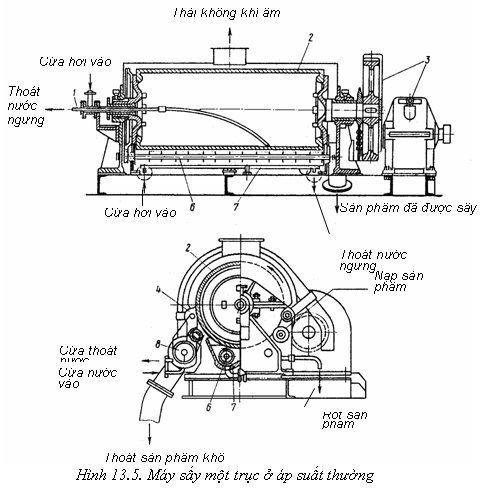 Thải không khí ẩm
Cửa hơi vào
2
3
Thoát
nước
ngưng
1
Cửa hơi vào
6
7
Sản phẩm đã được sấy
2
Thoát nước
ngưng
Nạp sản
phẩm
4
8
Cửa thoát
nước
Cửa nước
vào
6
7
Rót sản
phẩm
Thoát sản phẩm khô
Hình 13.5. Máy sấy một trục ở áp suất thường